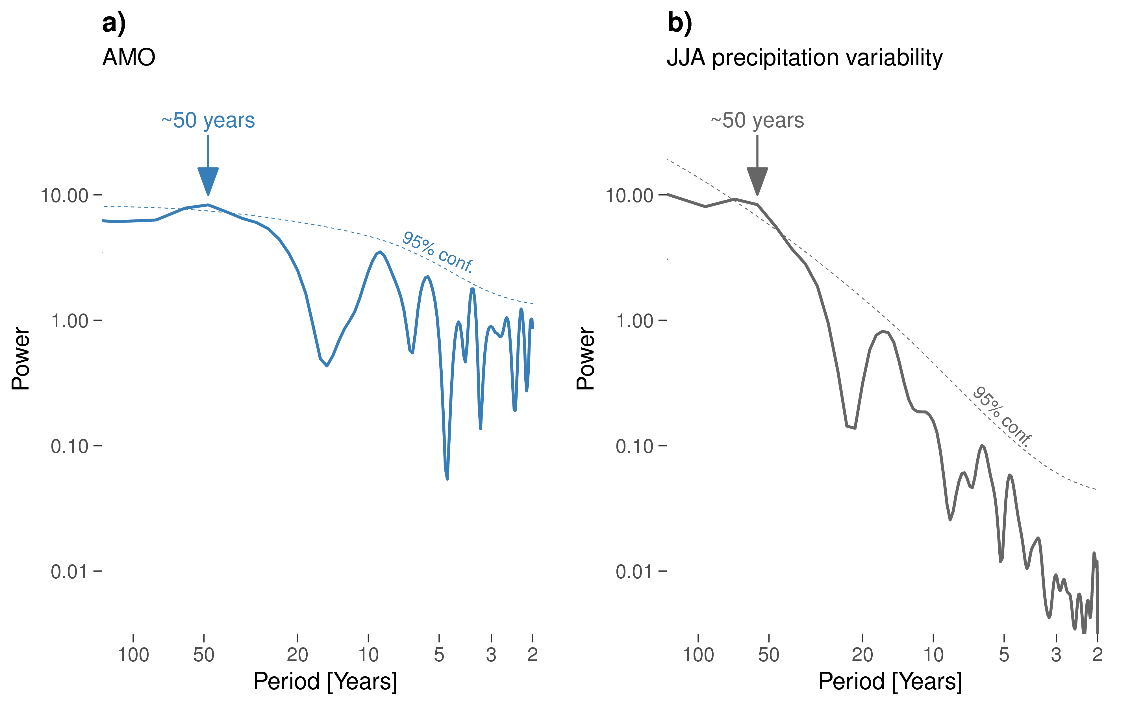 a)
AMO
~50 years
95% conf.
10.00
1.00
0.10
0.01
Power
100 50 20 10 5 3 2
Period [Years]
b)
JJA precipitation variability
~50 years
95% conf.
10.00
1.00
0.10
0.01
Power
100 50 20 10 5 3 2
Period [Years]